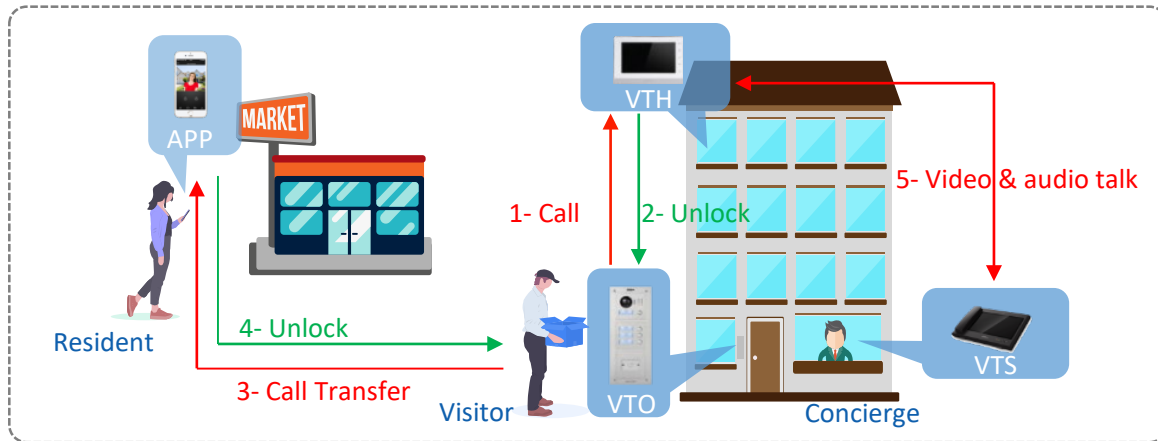 VTH
MARKET
APP
5- Video & audio talk
1- Call
2- Unlock
4- Unlock
Resident
VTS
3- Call Transfer
VTO
Visitor
Concierge